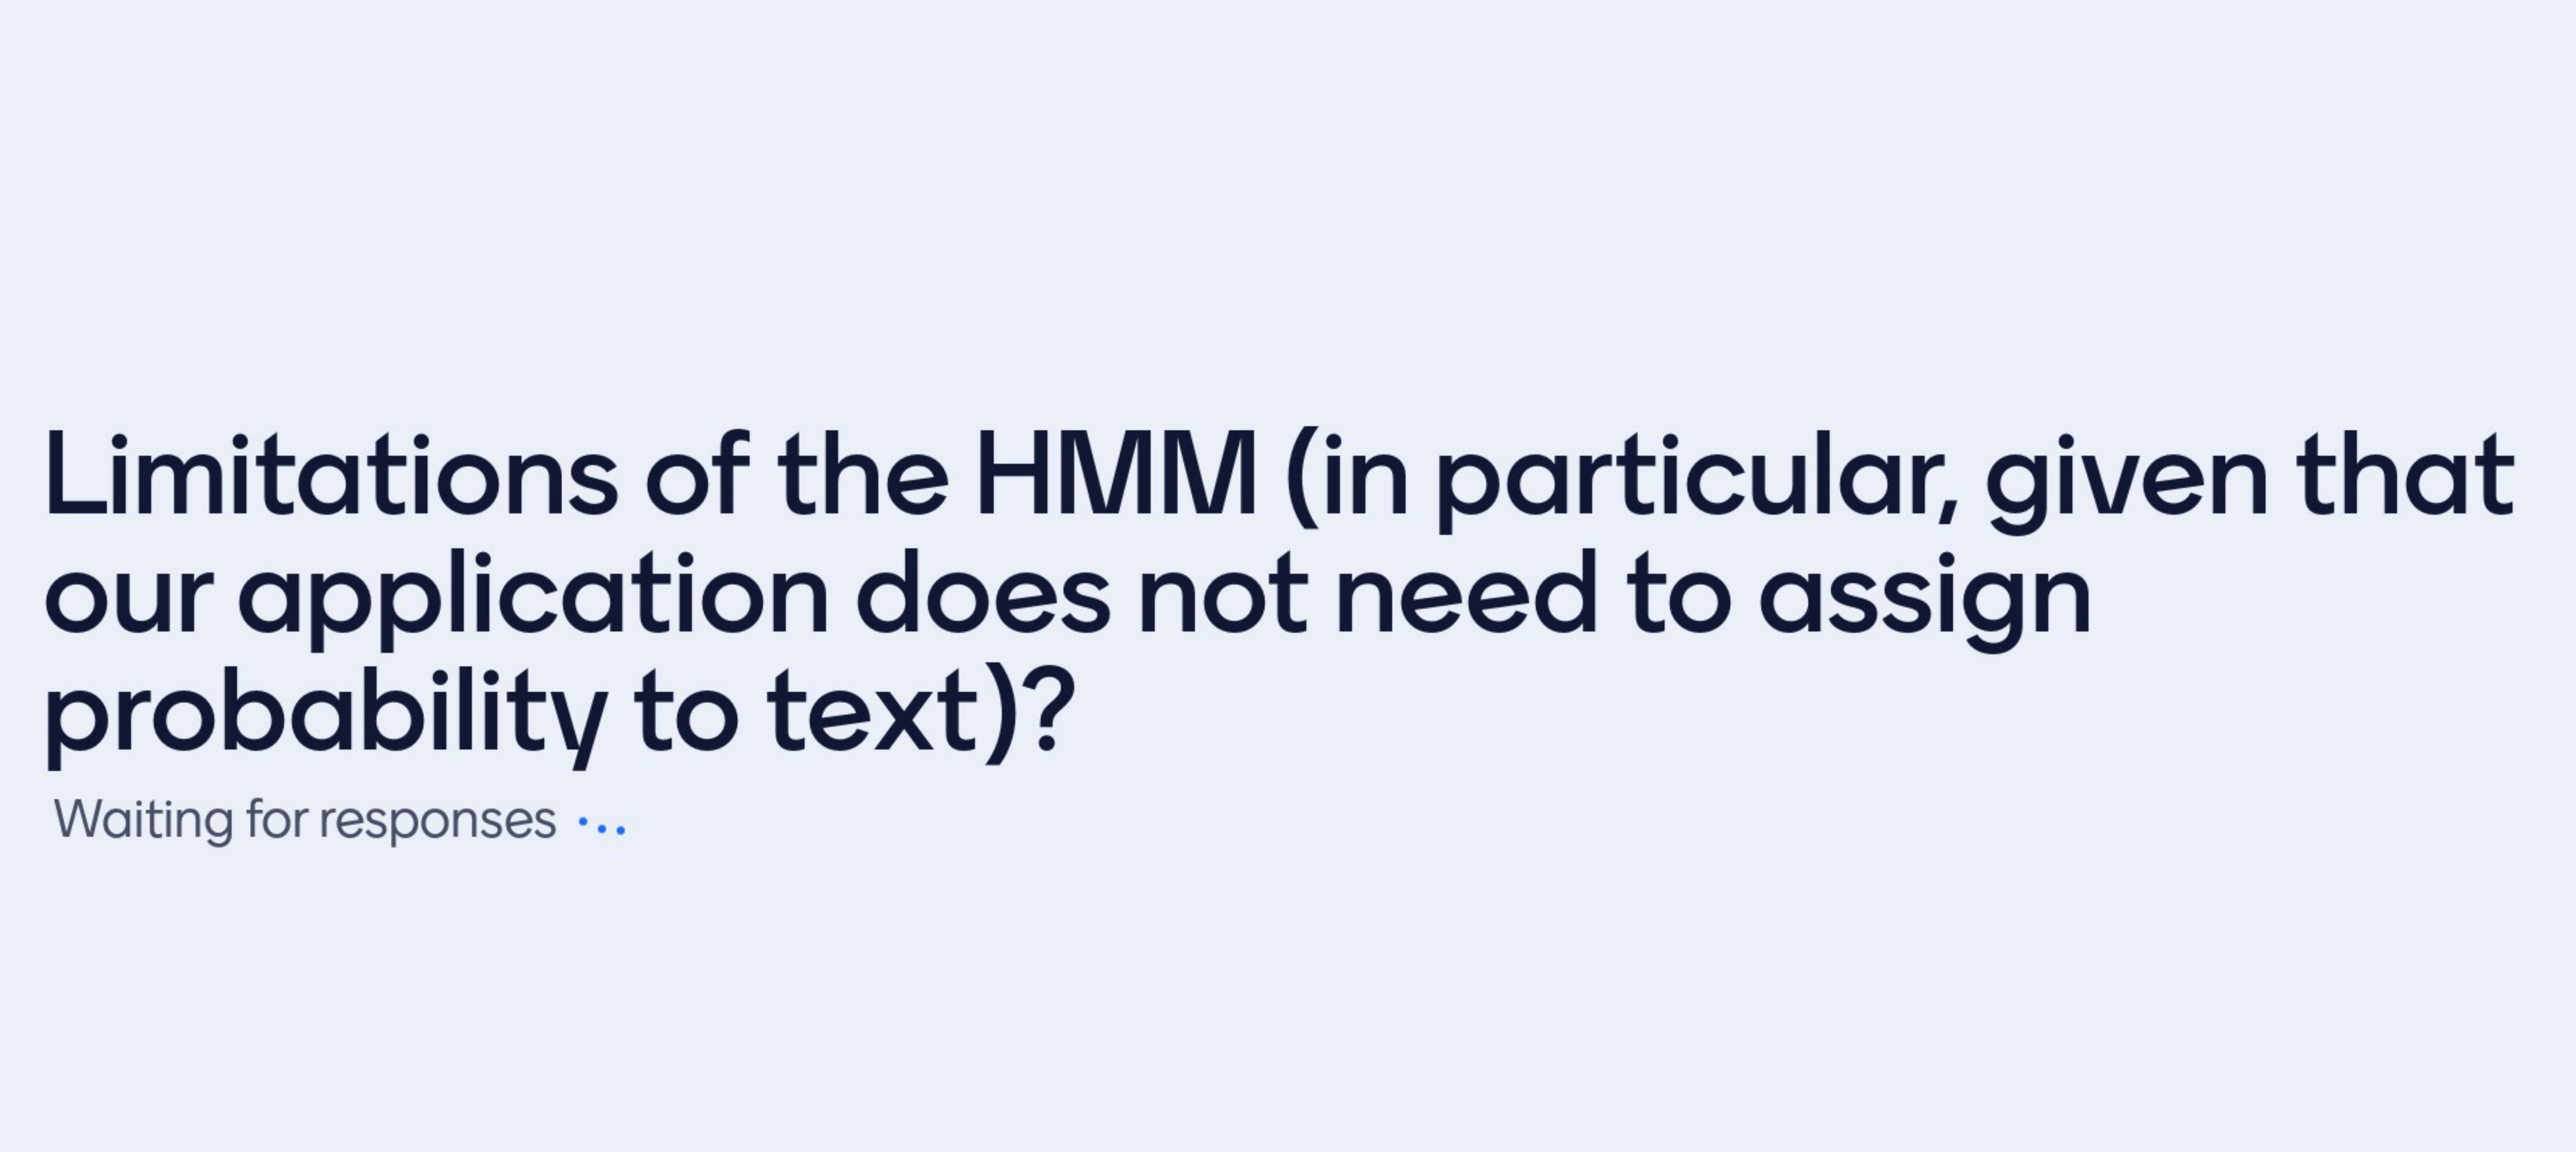 Limitations of the HMM (in particular, given that
our application does not need to assign
probability to text)?
Waiting for responses